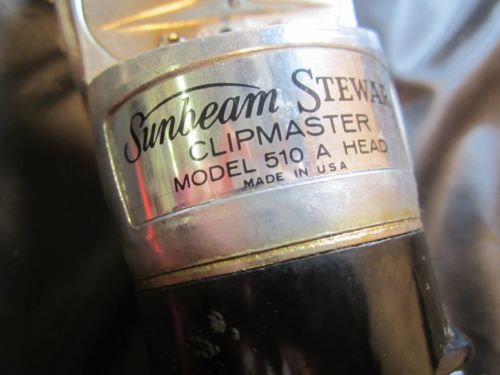 Sunbeam STEWAR
CLIPMASTER
MODEL 510 A HEAD
MADE IN USA